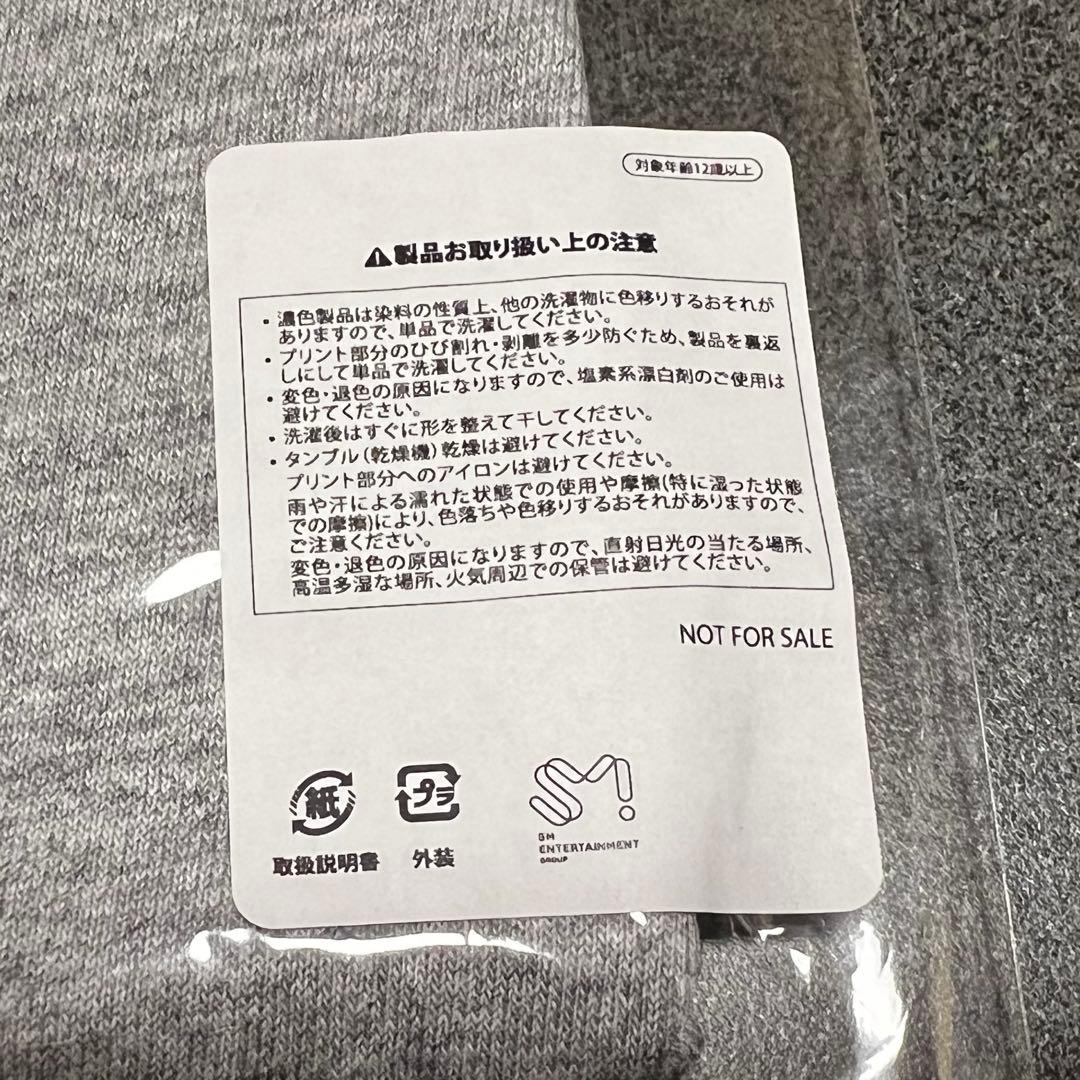 対象年齢12歳以上
⚠製品お取り扱い上の注意
・濃色製品は染料の性質上、他の洗濯物に色移りするおそれが
ありますので、単品で洗濯してください。
・プリント部分のひび割れ・剥離を多少防ぐため、製品を裏返
しにして単品で洗濯してください。
・変色・退色の原因になりますので、塩素系漂白剤のご使用は
避けてください。
・洗濯後はすぐに形を整えて干してください。
・タンブル(乾燥機)乾燥は避けてください。
プリント部分へのアイロンは避けてください。
雨や汗による濡れた状態での使用や摩擦(特に湿った状態
での摩擦)により、色落ちや色移りするおそれがありますので、
ご注意ください。
変色・退色の原因になりますので、直射日光の当たる場所、
高温多湿な場所、火気周辺での保管は避けてください。
NOT FOR SALE
紙
プラ
SM
取扱説明書
外装
SM
ENTERTAINMENT
GROUP